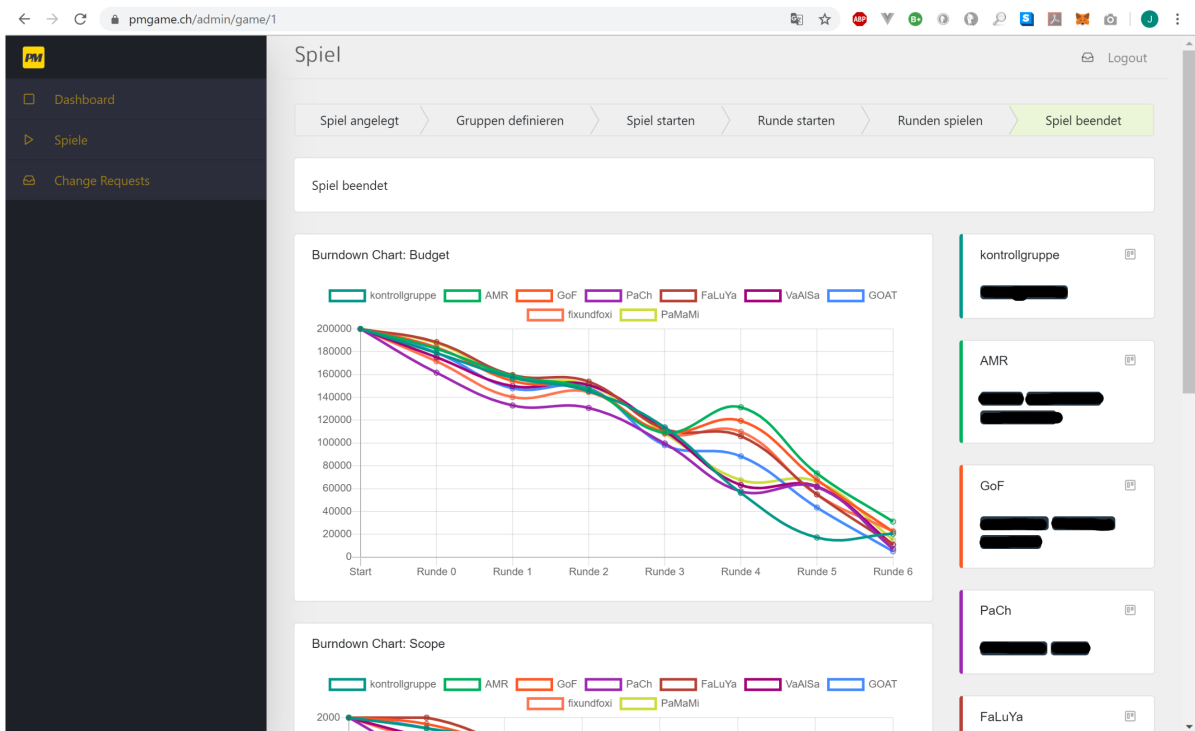 pmgame.ch/admin/game/1
ABP
B+
S
J
PM
Spiel
Logout
Dashboard
Spiele
Change Requests
Spiel angelegt Gruppen definieren Spiel starten Runde starten Runden spielen Spiel beendet
Spiel beendet
Burndown Chart: Budget
kontrollgruppe AMR GoF PaCh FaLuYa VaAlSa GOAT
fixundfoxi PaMaMi
200000
180000
160000
140000
120000
100000
80000
60000
40000
20000
0
Start Runde 0 Runde 1 Runde 2 Runde 3 Runde 4 Runde 5 Runde 6
Burndown Chart: Scope
kontrollgruppe AMR GoF PaCh FaLuYa VaAlSa GOAT
fixundfoxi PaMaMi
2000
kontrollgruppe
AMR
GoF
PaCh
FaLuYa